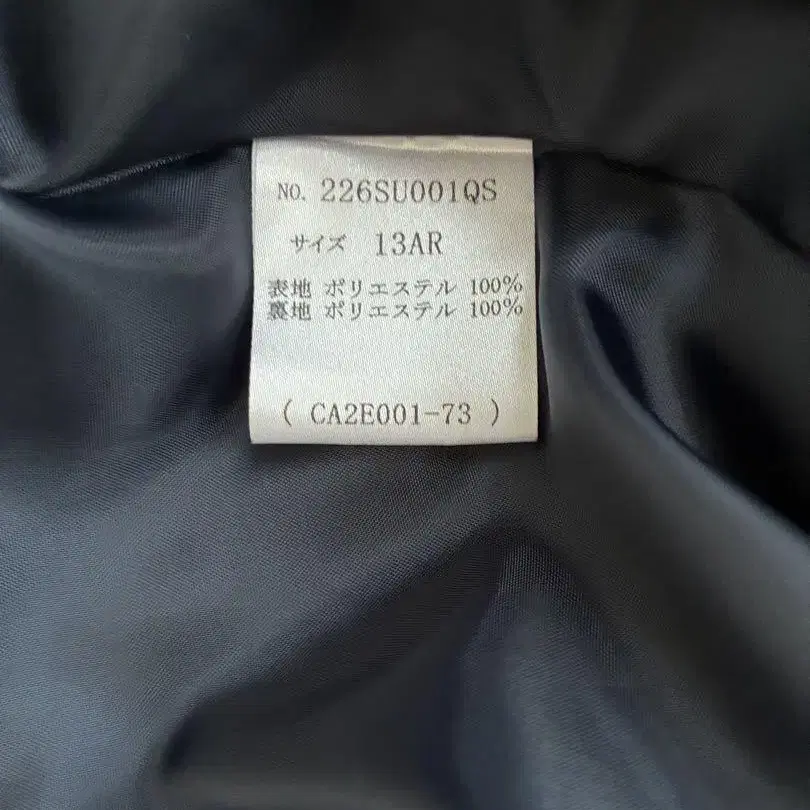 NO. 226SU001QS
サイズ 13AR
表地 ポリエステル 100%
裏地 ポリエステル 100%
( CA2E001-73 )